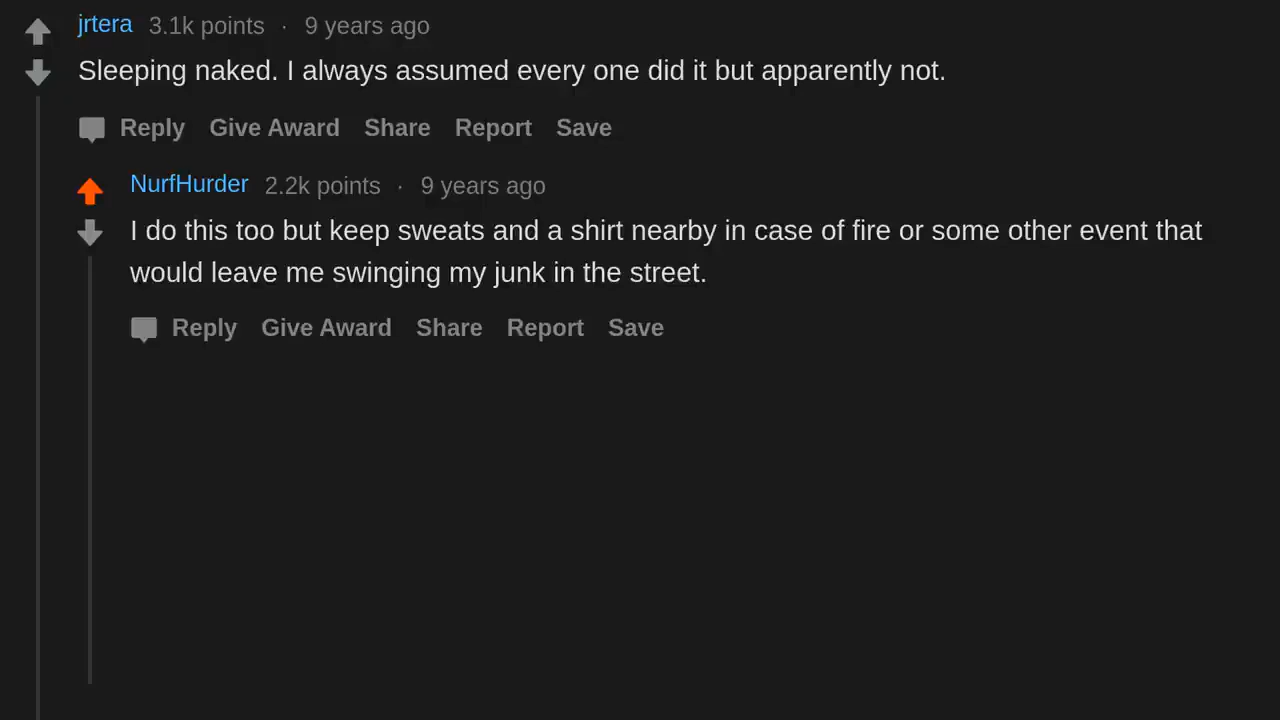 jrtera 3.1k points · 9 years ago
Sleeping naked. I always assumed every one did it but apparently not.
Reply Give Award Share Report Save
NurfHurder 2.2k points · 9 years ago
I do this too but keep sweats and a shirt nearby in case of fire or some other event that
would leave me swinging my junk in the street.
Reply Give Award Share Report Save